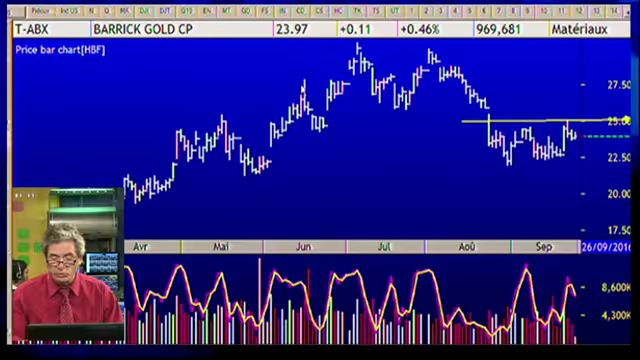 T-ABX BARRICK GOLD CP 23.97 +0.11 +0.46% 969,681 Matériaux
Price bar chart[HBF]
27.50
25.00
22.50
20.00
17.50
Avr Mai Jun Jul Aoû Sep 26/09/2016
8,600K
4,300K